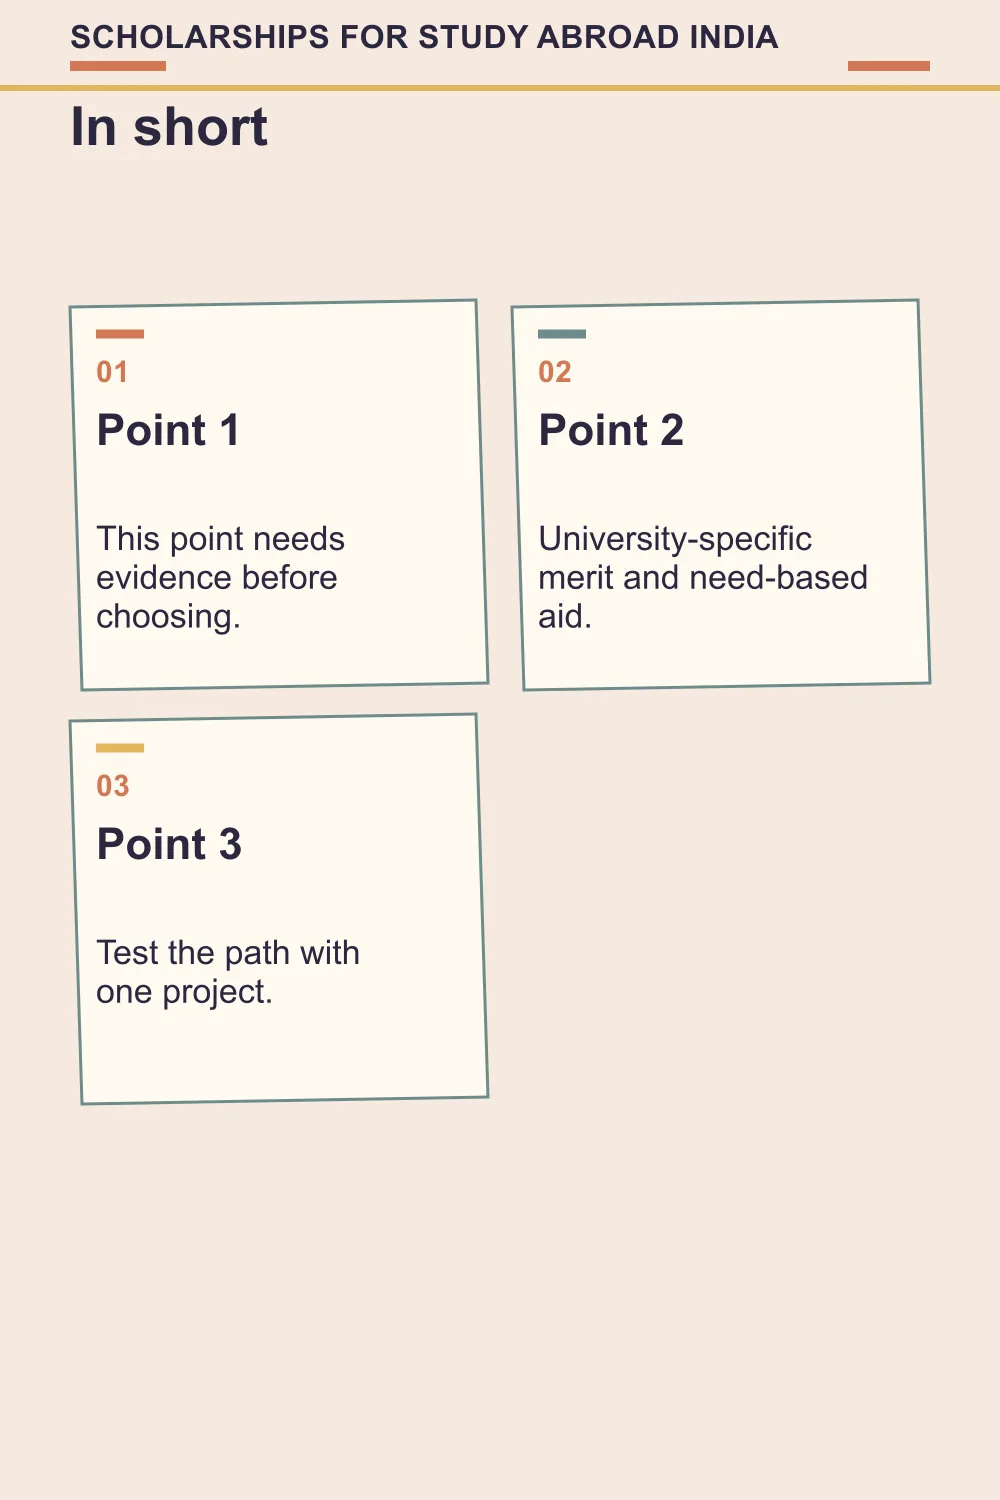 SCHOLARSHIPS FOR STUDY ABROAD INDIA
In short
01
Point 1
This point needs
evidence before
choosing.
02
Point 2
University-specific
merit and need-based
aid.
03
Point 3
Test the path with
one project.